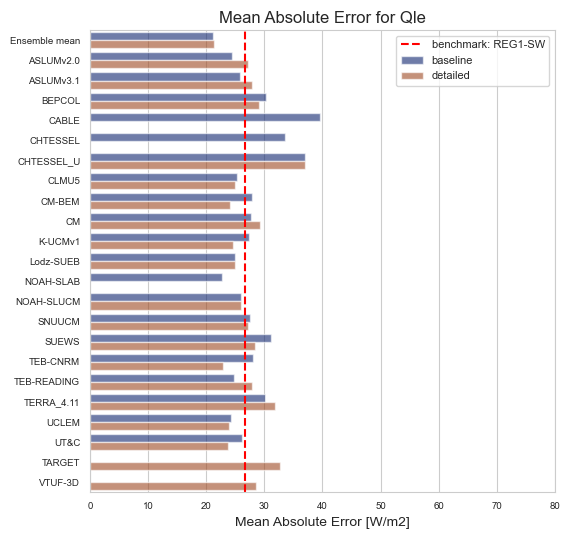 Mean Absolute Error for Qle
benchmark: REG1-SW
baseline
detailed
Ensemble mean
ASLUMv2.0
ASLUMv3.1
BEPCOL
CABLE
CHTESSEL
CHTESSEL_U
CLMU5
CM-BEM
CM
K-UCMv1
Lodz-SUEB
NOAH-SLAB
NOAH-SLUCM
SNUUCM
SUEWS
TEB-CNRM
TEB-READING
TERRA_4.11
UCLEM
UT&C
TARGET
VTUF-3D
0 10 20 30 40 50 60 70 80
Mean Absolute Error [W/m2]